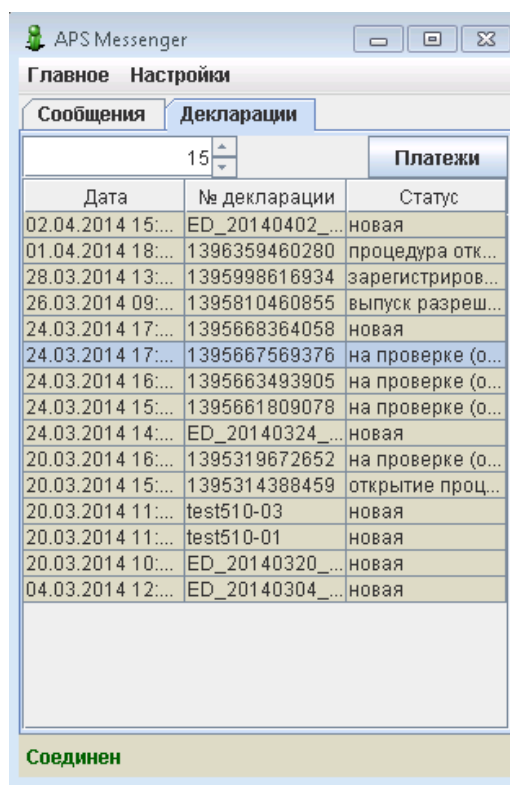 APS Messenger
Главное Настройки
Сообщения Декларации
15 Платежи
Дата № декларации Статус
02.04.2014 15:... ED_20140402_... новая
01.04.2014 18:... 1396359460280 процедура отк...
28.03.2014 13:... 1395998616934 зарегистриров...
26.03.2014 09:... 1395810460855 выпуск разреш...
24.03.2014 17:... 1395668364058 новая
24.03.2014 17:... 1395667569376 на проверке (о...
24.03.2014 16:... 1395663493905 на проверке (о...
24.03.2014 15:... 1395661809078 на проверке (о...
24.03.2014 14:... ED_20140324_... новая
20.03.2014 16:... 1395319672652 на проверке (о...
20.03.2014 15:... 1395314388459 открытие проц...
20.03.2014 11:... test510-03 новая
20.03.2014 11:... test510-01 новая
20.03.2014 10:... ED_20140320_... новая
04.03.2014 12:... ED_20140304_... новая
Соединен